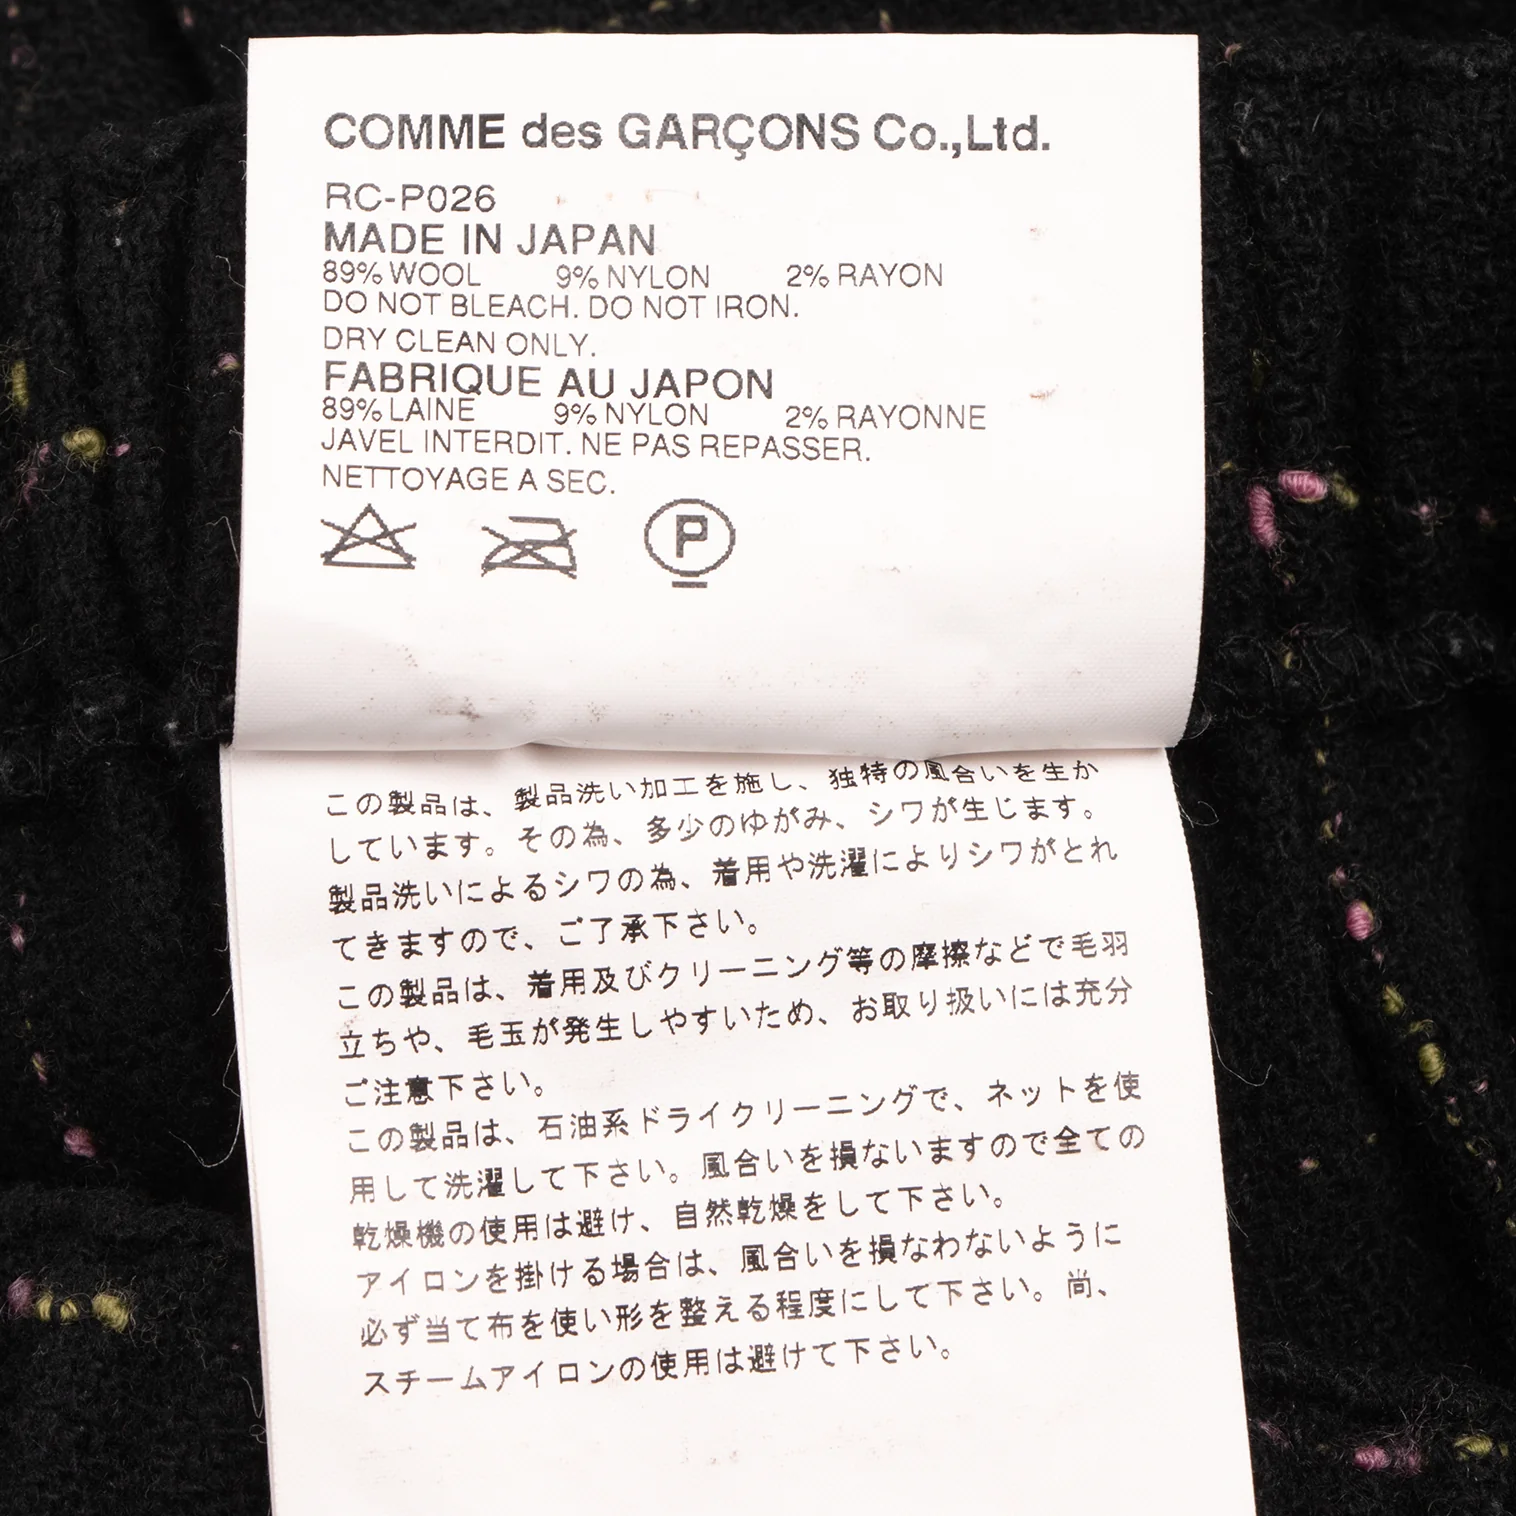 COMME des GARÇONS Co.,Ltd.
RC-P026
MADE IN JAPAN
89% WOOL 9% NYLON 2% RAYON
DO NOT BLEACH. DO NOT IRON.
DRY CLEAN ONLY.
FABRIQUE AU JAPON
89% LAINE 9% NYLON 2% RAYONNE
JAVEL INTERDIT. NE PAS REPASSER.
NETTOYAGE A SEC.
P
この製品は、製品洗い加工を施し、独特の風合いを生か
しています。その為、多少のゆがみ、シワが生じます。
製品洗いによるシワの為、着用や洗濯によりシワがとれ
てきますので、ご了承下さい。
この製品は、着用及びクリーニング等の摩擦などで毛羽
立ちや、毛玉が発生しやすいため、お取り扱いには充分
ご注意下さい。
この製品は、石油系ドライクリーニングで、ネットを使
用して洗濯して下さい。風合いを損ないますので全ての
乾燥機の使用は避け、自然乾燥をして下さい。
アイロンを掛ける場合は、風合いを損なわないように
必ず当て布を使い形を整える程度にして下さい。尚、
スチームアイロンの使用は避けて下さい。